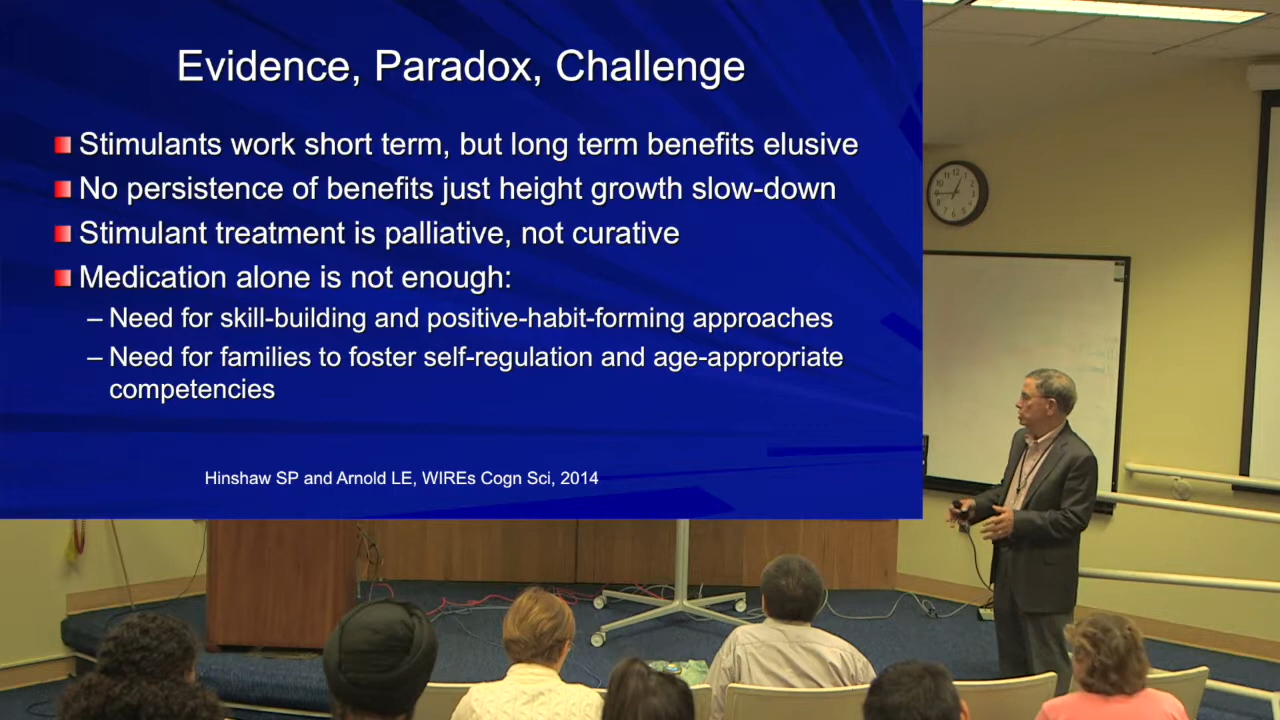 Evidence, Paradox, Challenge
Stimulants work short term, but long term benefits elusive
No persistence of benefits just height growth slow-down
Stimulant treatment is palliative, not curative
Medication alone is not enough:
– Need for skill-building and positive-habit-forming approaches
– Need for families to foster self-regulation and age-appropriate
competencies
Hinshaw SP and Arnold LE, WIREs Cogn Sci, 2014